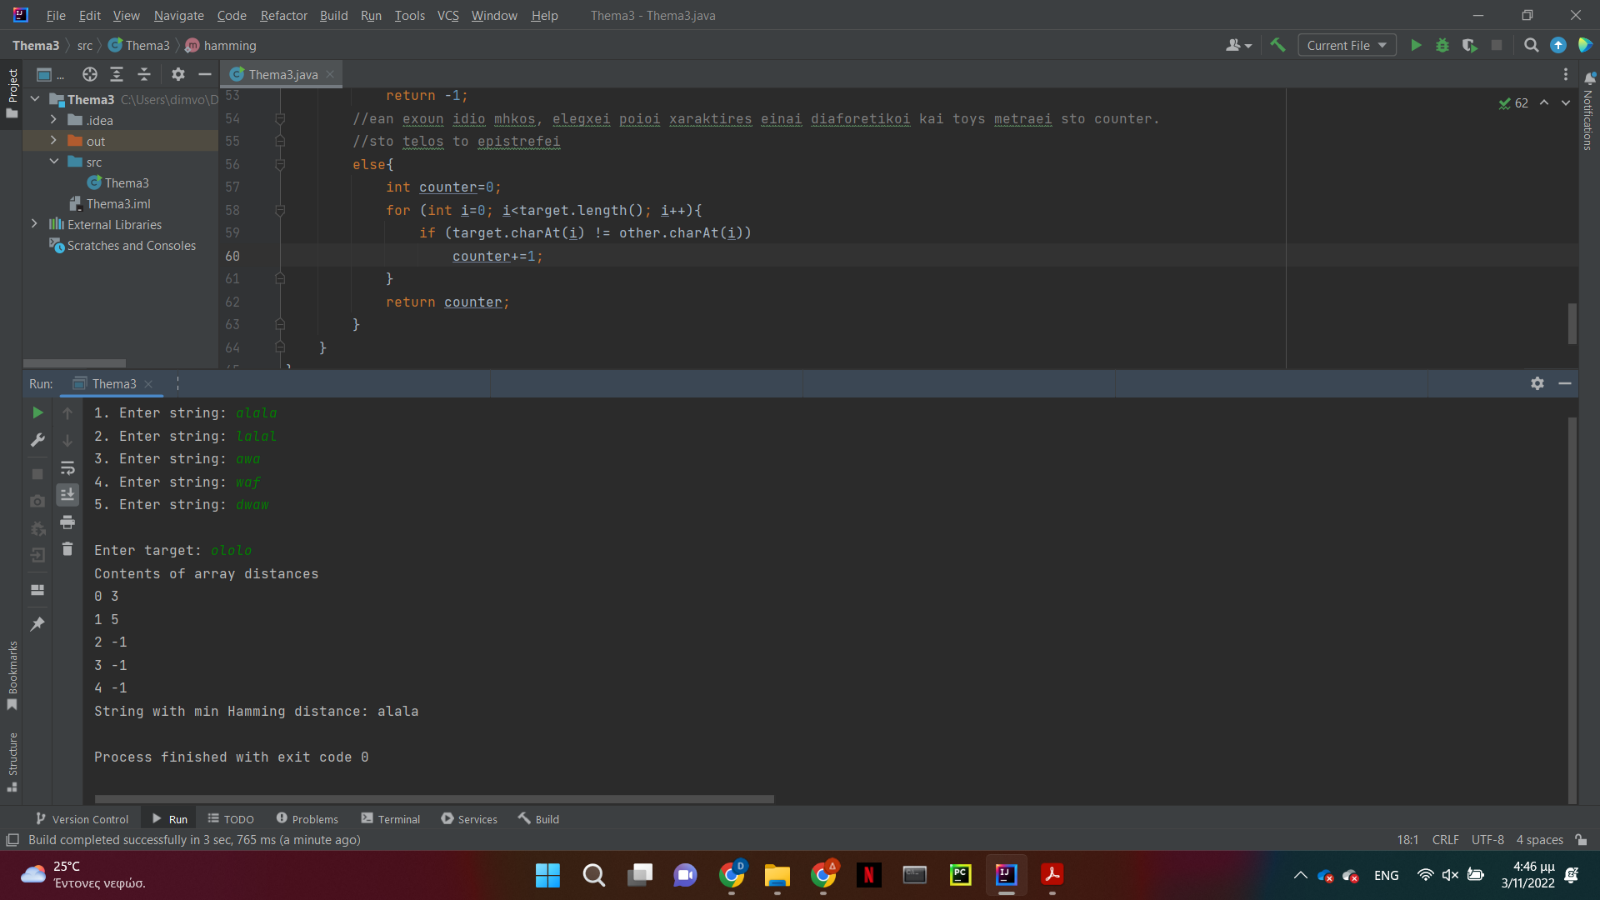 File Edit View Navigate Code Refactor Build Run Tools VCS Window Help Thema3 - Thema3.java
Thema3 src Thema3 hamming
Current File
Project
...
Thema3.java
Thema3 C:\Users\dimvo\D
.idea
out
src
Thema3
Thema3.iml
External Libraries
Scratches and Consoles
62
Notifications
53 return -1;
54 //ean exoun idio mhkos, elegxei poioi xaraktires einai diaforetikoi kai toys metraei sto counter.
55 //sto telos to epistrefei
56 else{
57 int counter=0;
58 for (int i=0; i<target.length(); i++){
59 if (target.charAt(i) != other.charAt(i))
60 counter+=1;
61 }
62 return counter;
63 }
64 }
Run: Thema3
1. Enter string: alala
2. Enter string: lalal
3. Enter string: awa
4. Enter string: waf
5. Enter string: dwaw
Enter target: ololo
Contents of array distances
0 3
1 5
2 -1
3 -1
4 -1
String with min Hamming distance: alala
Process finished with exit code 0
Bookmarks
Structure
Version Control Run TODO Problems Terminal Services Build
Build completed successfully in 3 sec, 765 ms (a minute ago)
18:1 CRLF UTF-8 4 spaces
25°C
Έντονες νεφώσ.
ENG
4:46 μμ
3/11/2022